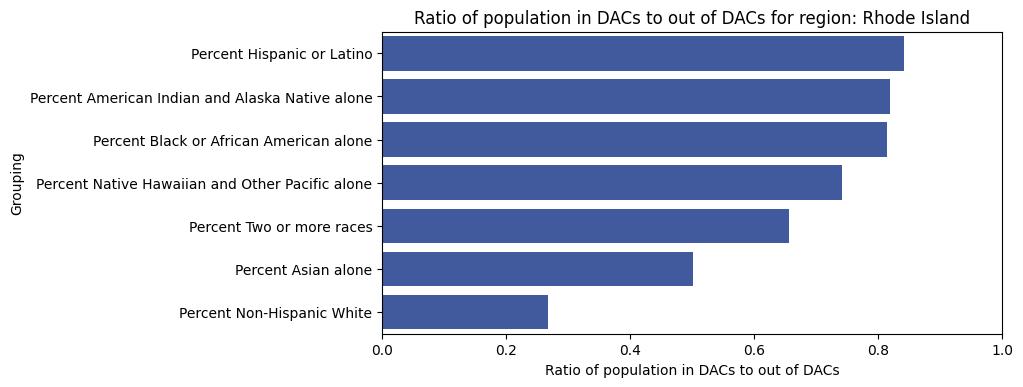 Ratio of population in DACs to out of DACs for region: Rhode Island
Grouping
Percent Hispanic or Latino
Percent American Indian and Alaska Native alone
Percent Black or African American alone
Percent Native Hawaiian and Other Pacific alone
Percent Two or more races
Percent Asian alone
Percent Non-Hispanic White
0.0 0.2 0.4 0.6 0.8 1.0
Ratio of population in DACs to out of DACs